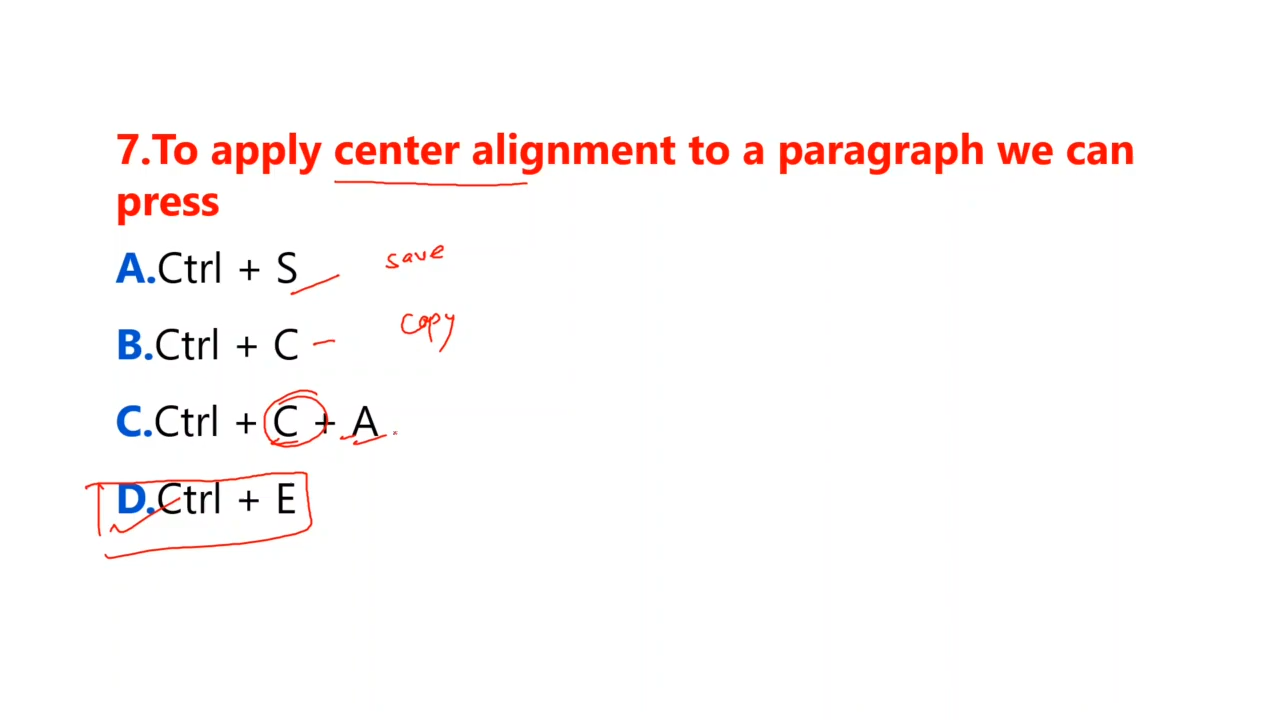 7.To apply center alignment to a paragraph we can
press
A.Ctrl + S save
B.Ctrl + C copy
C.Ctrl + C + A
D.Ctrl + E